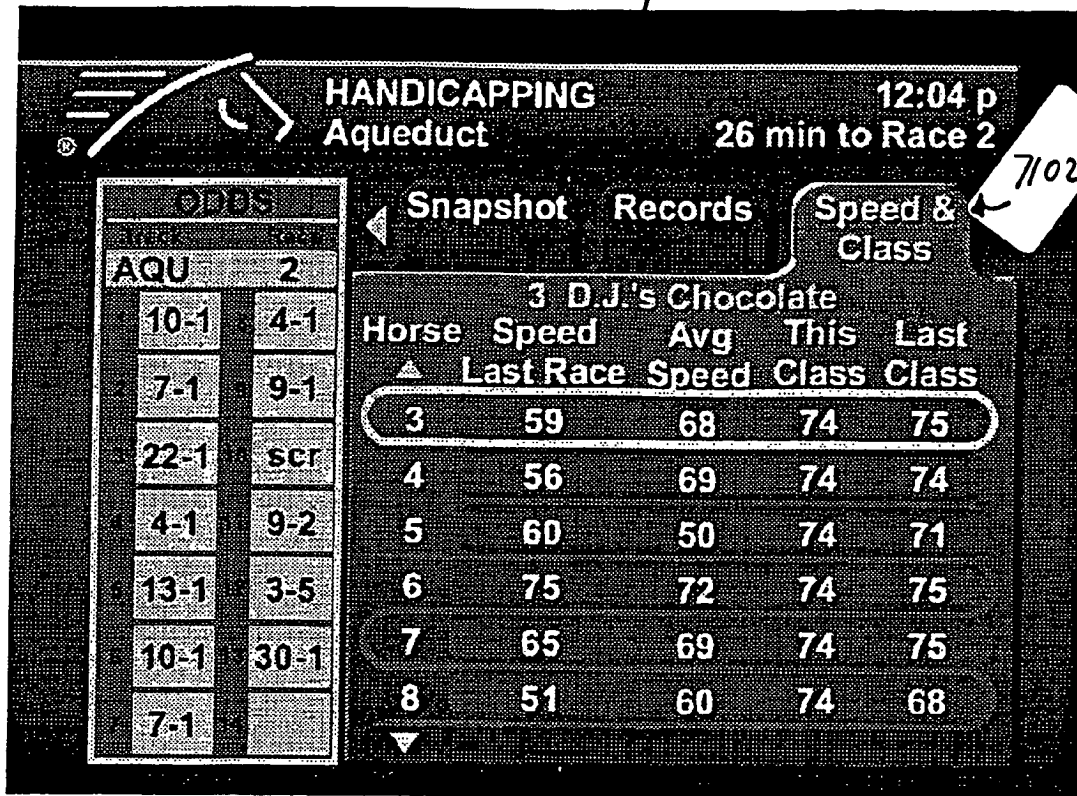 HANDICAPPING 12:04 p
Aqueduct 26 min to Race 2
®
7102
ODDS
Track Race
AQU 2
10-1 4-1
7-1 9-1
22-1 scr
4-1 9-2
13-1 3-5
10-1 30-1
7-1
Snapshot Records Speed & Class
3 D.J.'s Chocolate
Horse Speed Last Race Avg Speed This Class Last Class
3 59 68 74 75
4 56 69 74 74
5 60 50 74 71
6 75 72 74 75
7 65 69 74 75
8 51 60 74 68